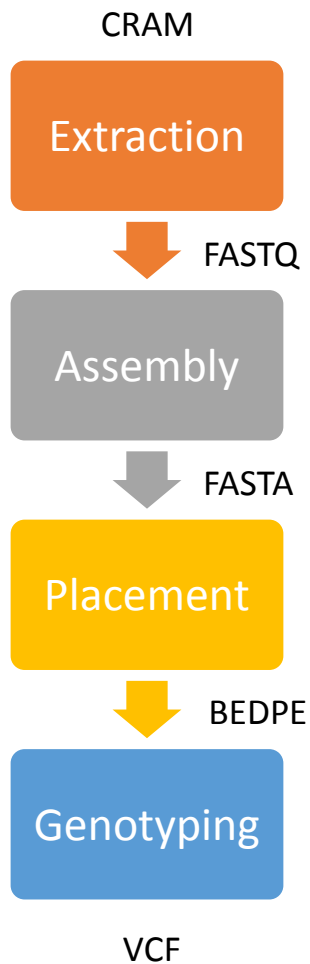 CRAM
Extraction
FASTQ
Assembly
FASTA
Placement
BEDPE
Genotyping
VCF